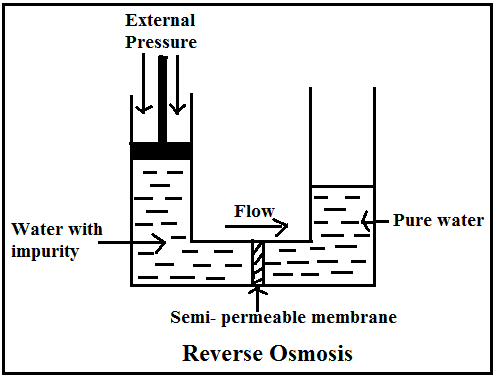 External
Pressure
Flow
Pure water
Water with
impurity
Semi- permeable membrane
Reverse Osmosis